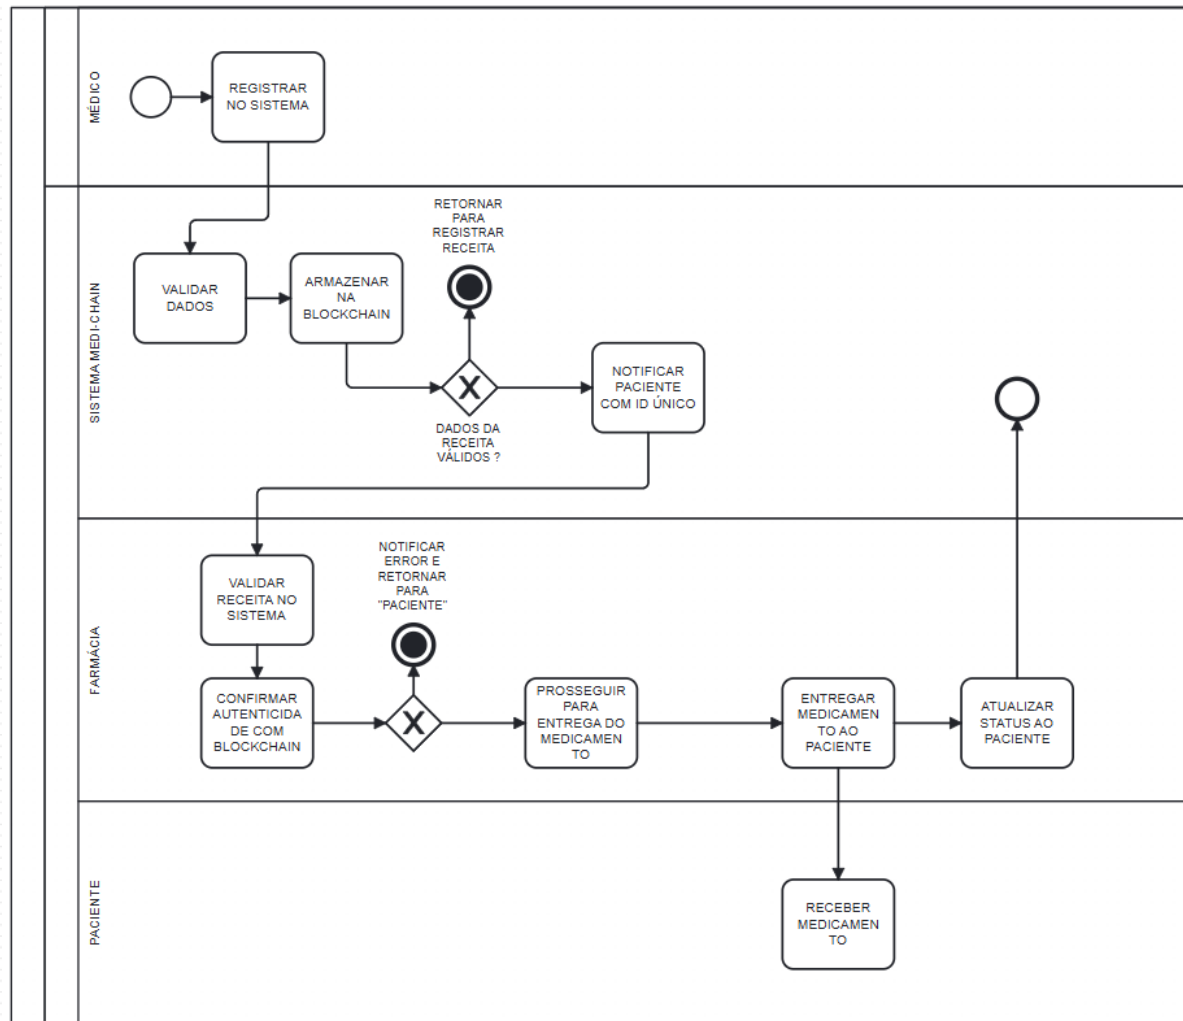 MÉDICO
REGISTRAR
NO SISTEMA
SISTEMA MEDI-CHAIN
RETORNAR
PARA
REGISTRAR
RECEITA
VALIDAR
DADOS
ARMAZENAR
NA
BLOCKCHAIN
X
DADOS DA
RECEITA
VÁLIDOS ?
NOTIFICAR
PACIENTE
COM ID ÚNICO
FARMÁCIA
NOTIFICAR
ERROR E
RETORNAR
PARA
"PACIENTE"
VALIDAR
RECEITA NO
SISTEMA
CONFIRMAR
AUTENTICIDA
DE COM
BLOCKCHAIN
X
PROSSEGUIR
PARA
ENTREGA DO
MEDICAMEN
TO
ENTREGAR
MEDICAMEN
TO AO
PACIENTE
ATUALIZAR
STATUS AO
PACIENTE
PACIENTE
RECEBER
MEDICAMEN
TO